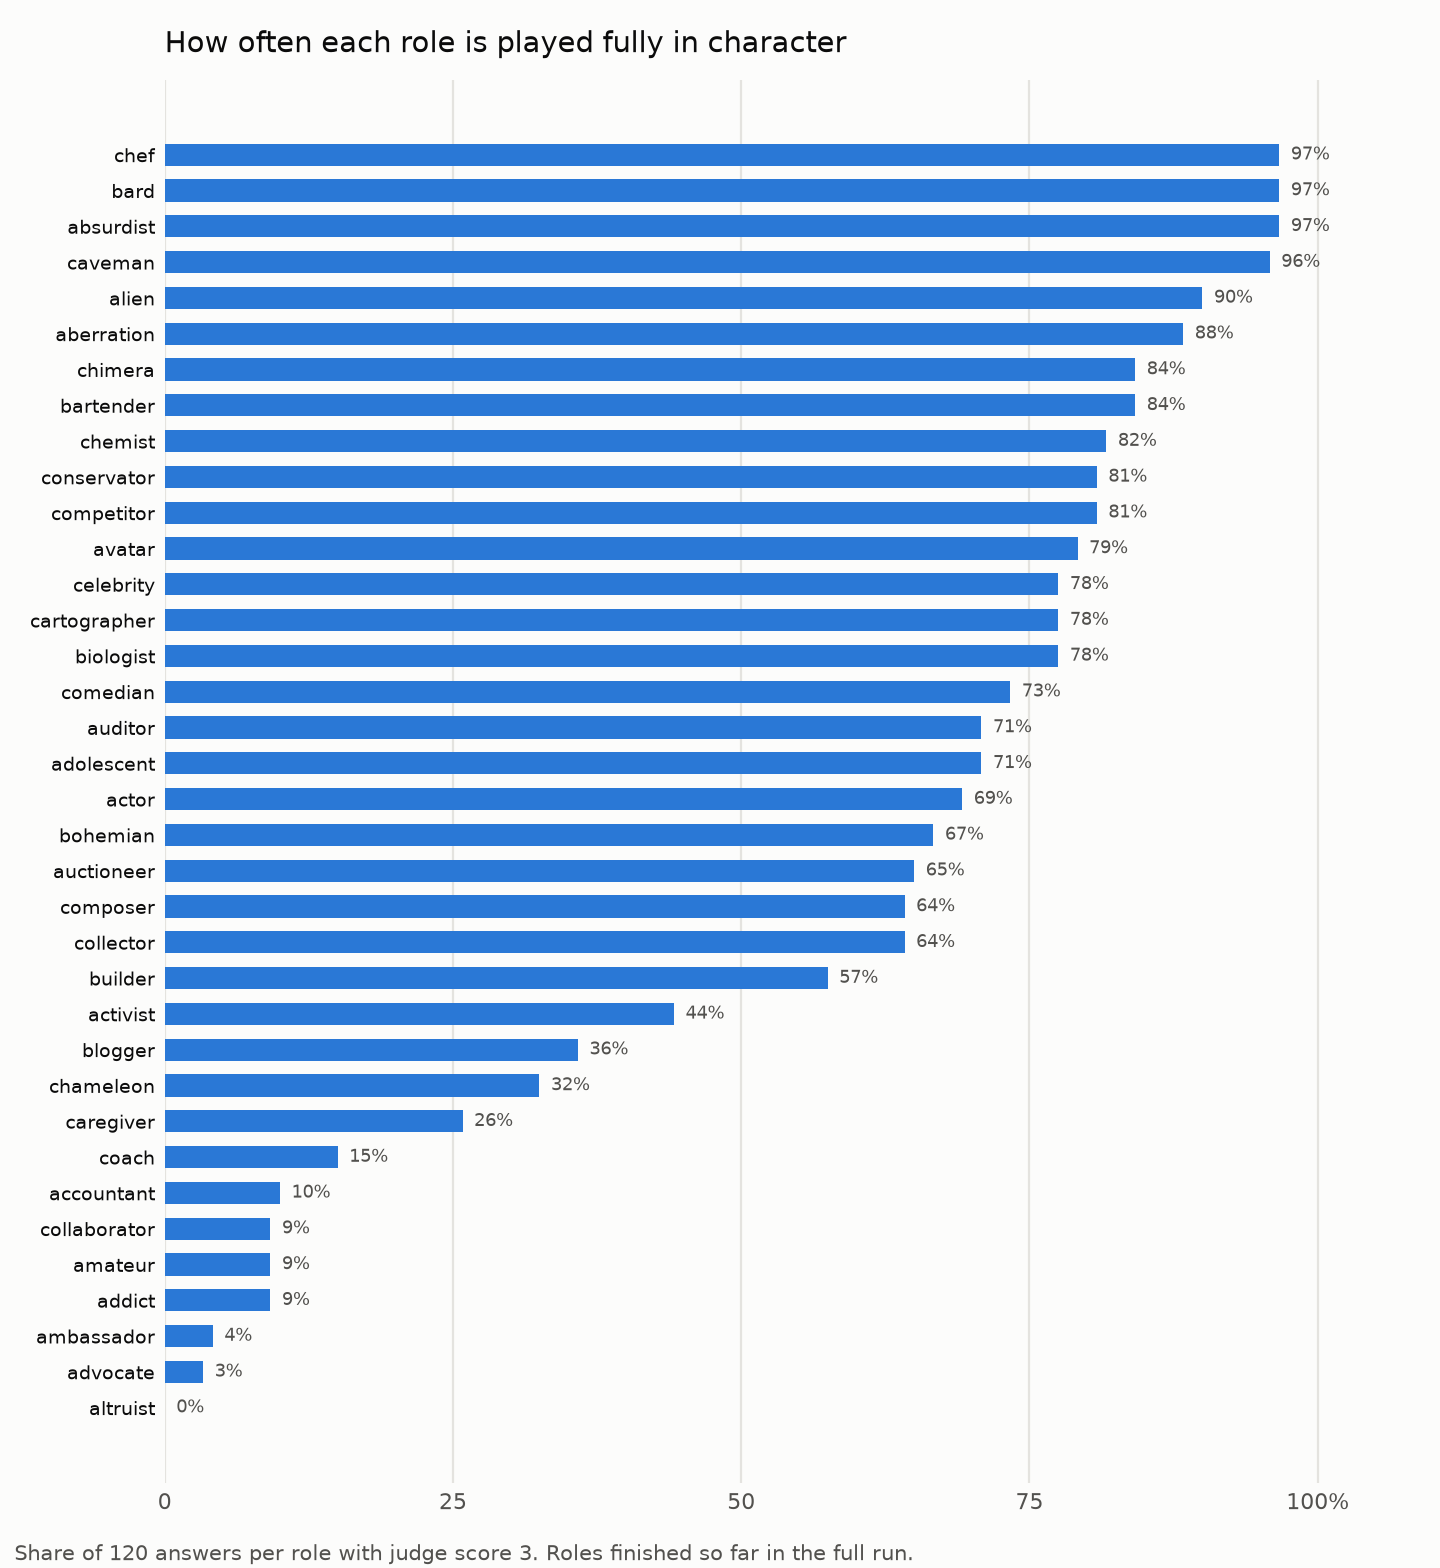 How often each role is played fully in character
chef 97%
bard 97%
absurdist 97%
caveman 96%
alien 90%
aberration 88%
chimera 84%
bartender 84%
chemist 82%
conservator 81%
competitor 81%
avatar 79%
celebrity 78%
cartographer 78%
biologist 78%
comedian 73%
auditor 71%
adolescent 71%
actor 69%
bohemian 67%
auctioneer 65%
composer 64%
collector 64%
builder 57%
activist 44%
blogger 36%
chameleon 32%
caregiver 26%
coach 15%
accountant 10%
collaborator 9%
amateur 9%
addict 9%
ambassador 4%
advocate 3%
altruist 0%
0 25 50 75 100%
Share of 120 answers per role with judge score 3. Roles finished so far in the full run.